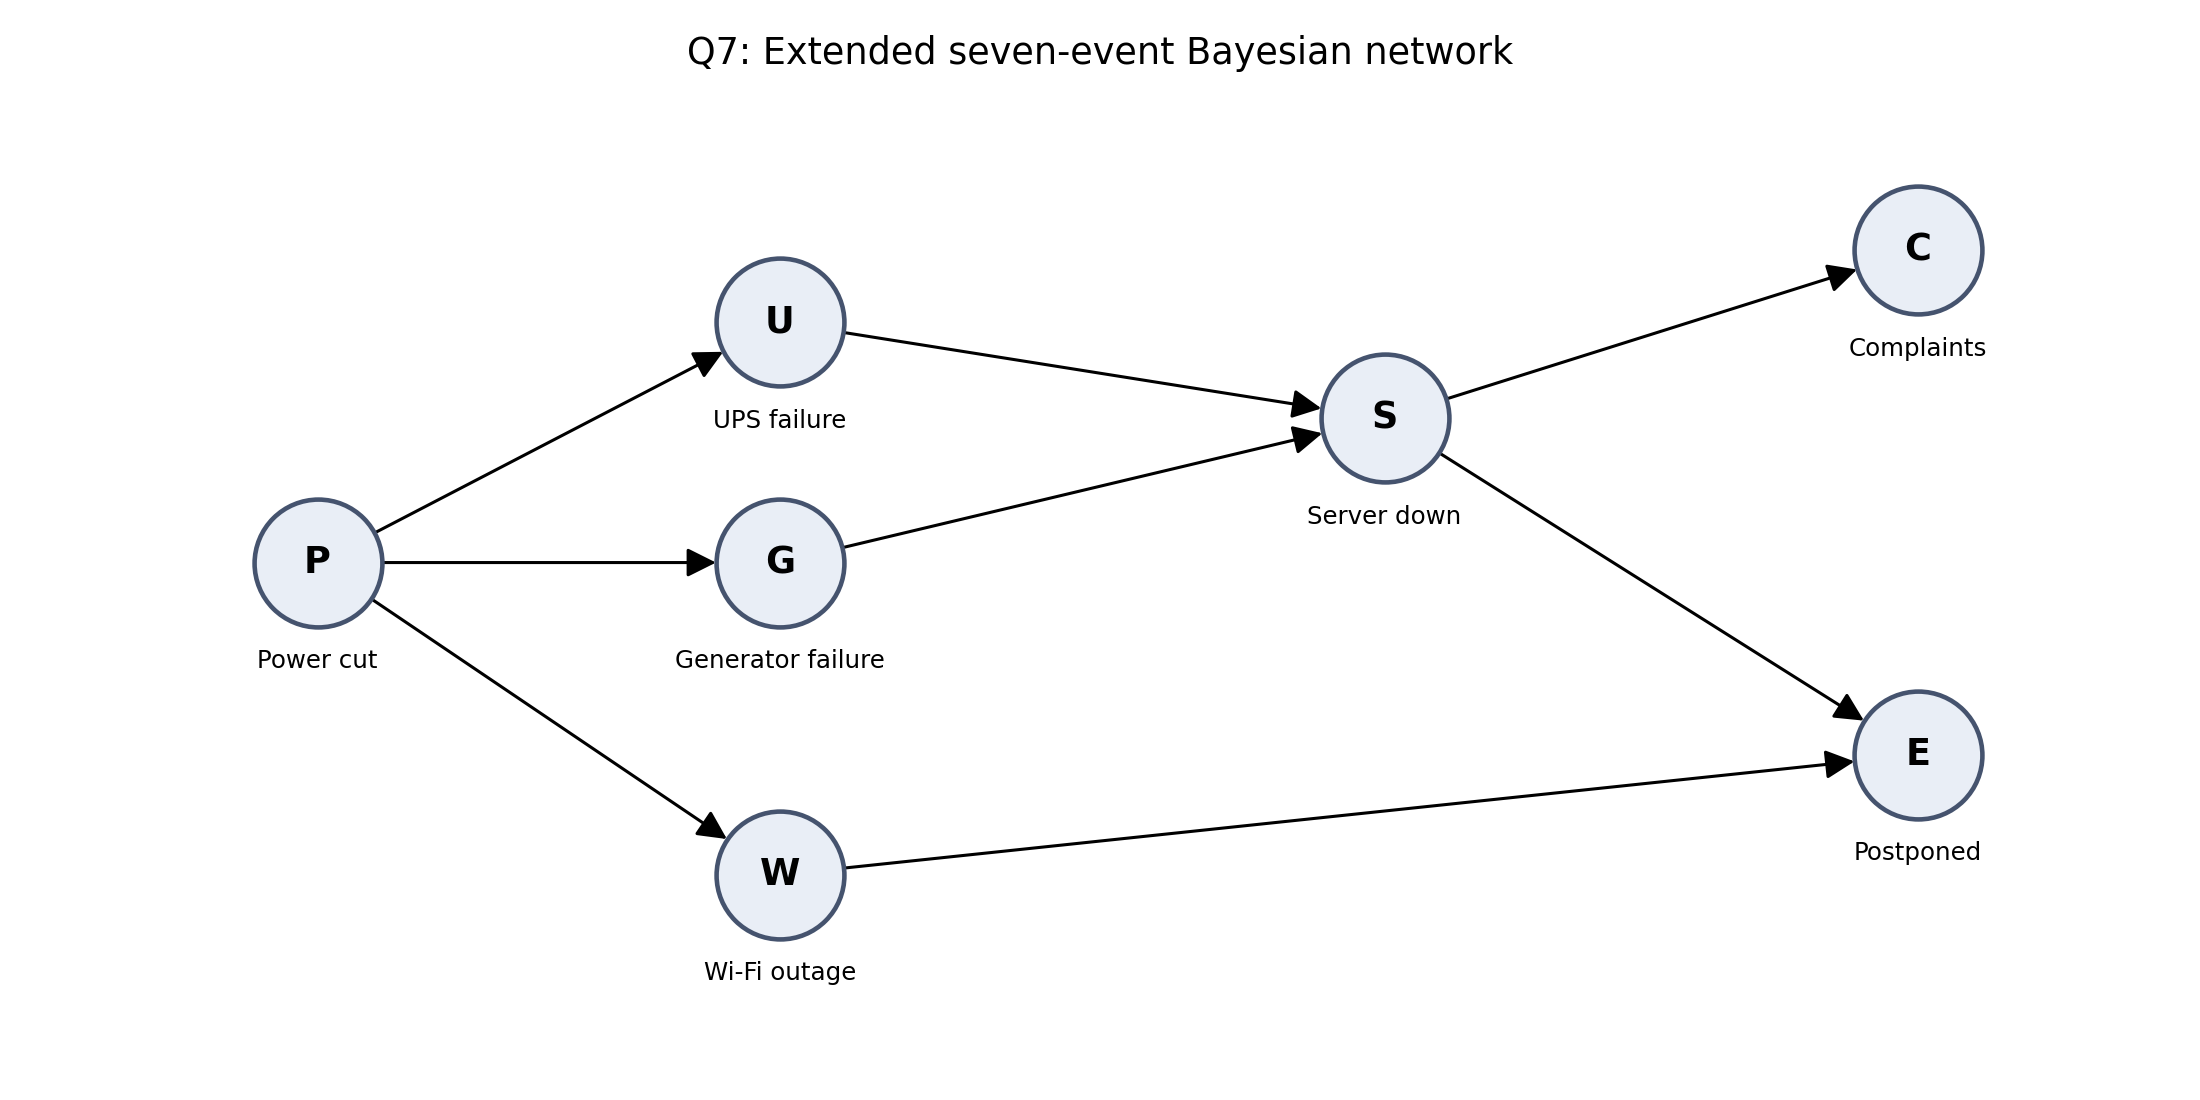 Q7: Extended seven-event Bayesian network
C
Complaints
U
UPS failure
S
Server down
P
Power cut
G
Generator failure
E
Postponed
W
Wi-Fi outage